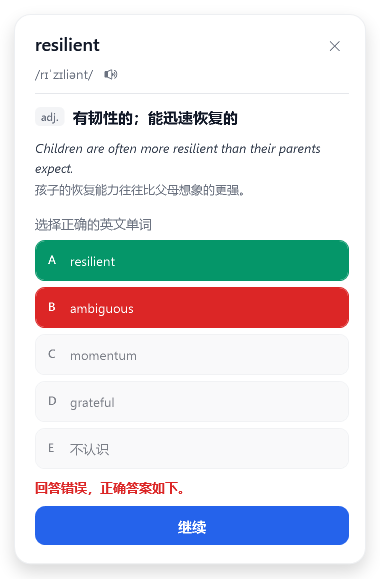 resilient
/rɪˈzɪliənt/
adj. 有韧性的；能迅速恢复的
Children are often more resilient than their parents
expect.
孩子的恢复能力往往比父母想象的更强。
选择正确的英文单词
A resilient
B ambiguous
C momentum
D grateful
E 不认识
回答错误，正确答案如下。
继续